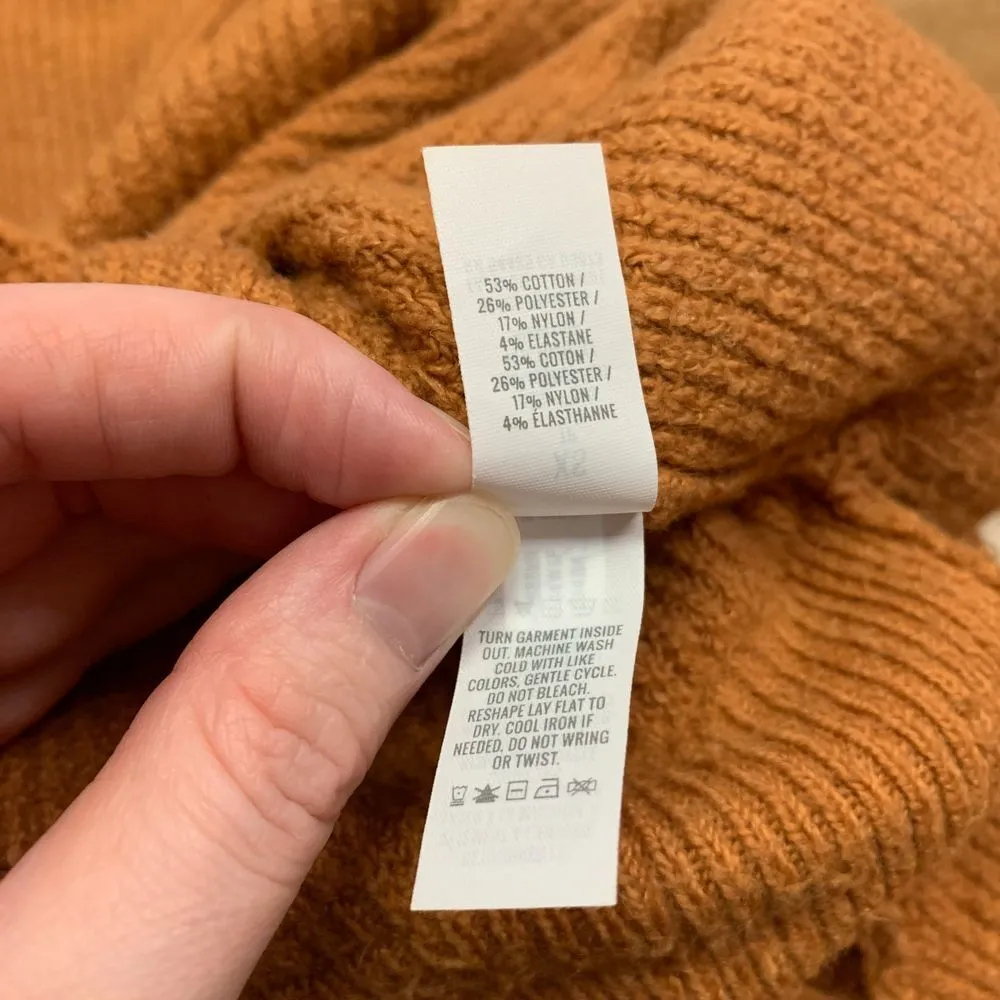 53% COTTON /
26% POLYESTER /
17% NYLON /
4% ELASTANE
53% COTON /
26% POLYESTER /
17% NYLON /
4% ÉLASTHANNE
XS
TURN GARMENT INSIDE
OUT. MACHINE WASH
COLD WITH LIKE
COLORS, GENTLE CYCLE.
DO NOT BLEACH.
RESHAPE LAY FLAT TO
DRY. COOL IRON IF
NEEDED. DO NOT WRING
OR TWIST.